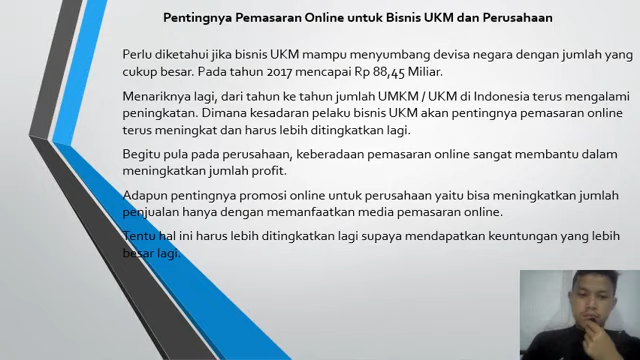 Pentingnya Pemasaran Online untuk Bisnis UKM dan Perusahaan
Perlu diketahui jika bisnis UKM mampu menyumbang devisa negara dengan jumlah yang
cukup besar. Pada tahun 2017 mencapai Rp 88,45 Miliar.
Menariknya lagi, dari tahun ke tahun jumlah UMKM / UKM di Indonesia terus mengalami
peningkatan. Dimana kesadaran pelaku bisnis UKM akan pentingnya pemasaran online
terus meningkat dan harus lebih ditingkatkan lagi.
Begitu pula pada perusahaan, keberadaan pemasaran online sangat membantu dalam
meningkatkan jumlah profit.
Adapun pentingnya promosi online untuk perusahaan yaitu bisa meningkatkan jumlah
penjualan hanya dengan memanfaatkan media pemasaran online.
Tentu hal ini harus lebih ditingkatkan lagi supaya mendapatkan keuntungan yang lebih
besar lagi.